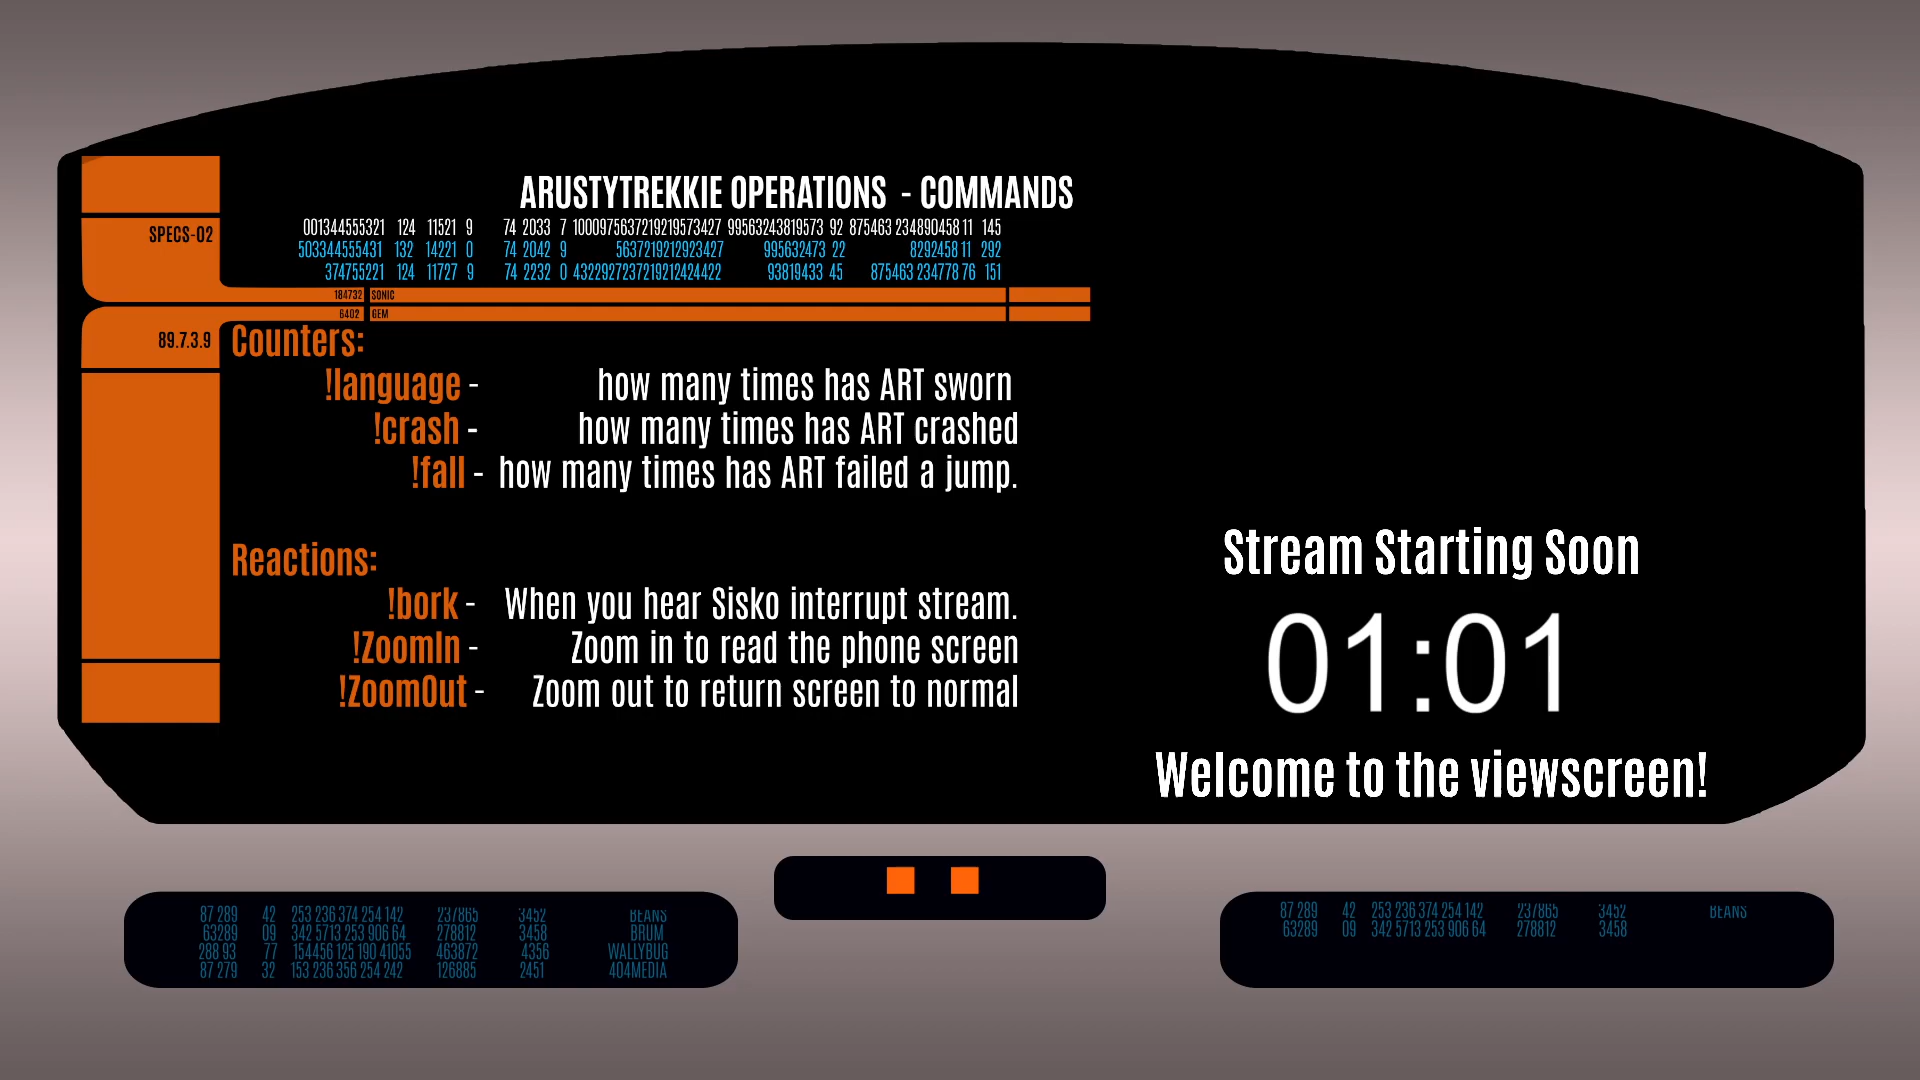 ARUSTYTREKKIE OPERATIONS - COMMANDS
SPECS-02
001344555321 124 11521 9 74 2033 7 1000975637219219573427 99563243819573 92 875463 234890458 11 145
503344555431 132 14221 0 74 2042 9 5637219212923427 995632473 22 8292458 11 292
374755221 124 11727 9 74 2232 0 4322927237219212424422 93819433 45 875463 234778 76 151
184732 SONIC
6402 GEM
89.7.3.9
Counters:
!language - how many times has ART sworn
!crash - how many times has ART crashed
!fall - how many times has ART failed a jump.
Reactions:
!bork - When you hear Sisko interrupt stream.
!ZoomIn - Zoom in to read the phone screen
!ZoomOut - Zoom out to return screen to normal
Stream Starting Soon
01:01
Welcome to the viewscreen!
87 289 42 253 236 374 254 142 237865 3452 BEANS
63289 09 342 5713 253 906 64 278812 3458 BRUM
288 93 77 154456 125 190 41055 463872 4356 WALLYBUG
87 279 32 153 236 356 254 242 126885 2451 404MEDIA
87 289 42 253 236 374 254 142 237865 3452 BEANS
63289 09 342 5713 253 906 64 278812 3458